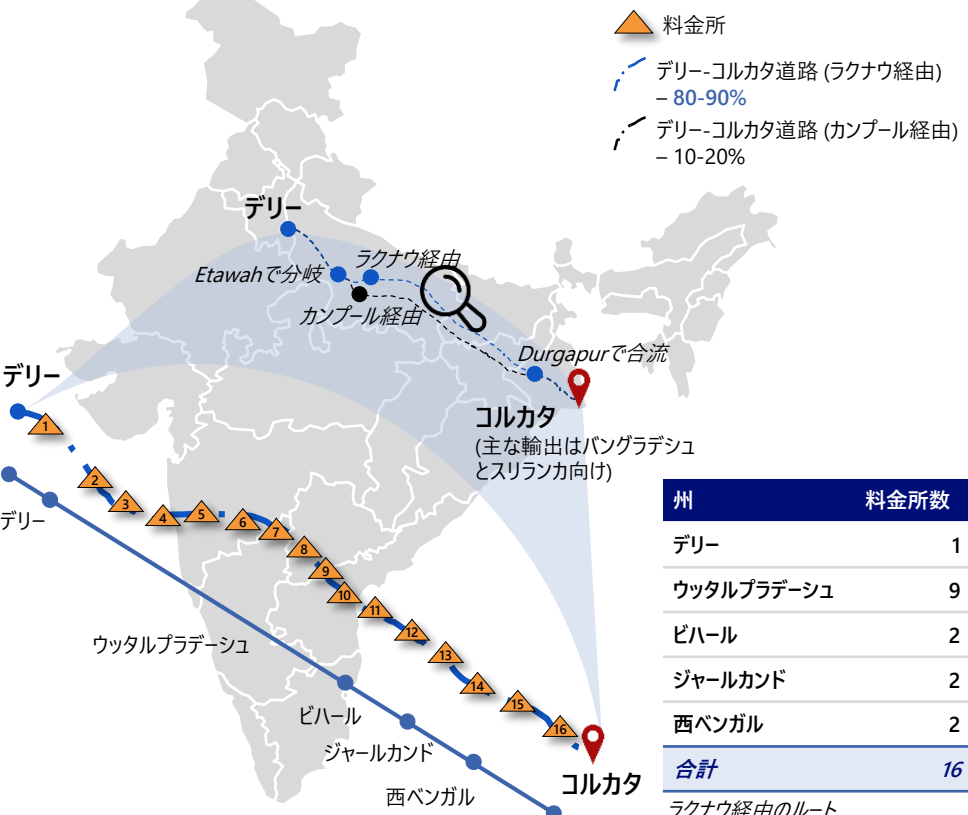 料金所
デリー-コルカタ道路 (ラクナウ経由)
– 80-90%
デリー-コルカタ道路 (カンプール経由)
– 10-20%
デリー
ラクナウ経由
Etawahで分岐
カンプール経由
Durgapurで合流
デリー
コルカタ
(主な輸出はバングラデシュ
とスリランカ向け)
1
2
3
4
5
6
7
8
9
10
11
12
13
14
15
16
デリー
ウッタルプラデーシュ
ビハール
ジャールカンド
西ベンガル
コルカタ
州 料金所数
デリー 1
ウッタルプラデーシュ 9
ビハール 2
ジャールカンド 2
西ベンガル 2
合計 16
ラクナウ経由のルート